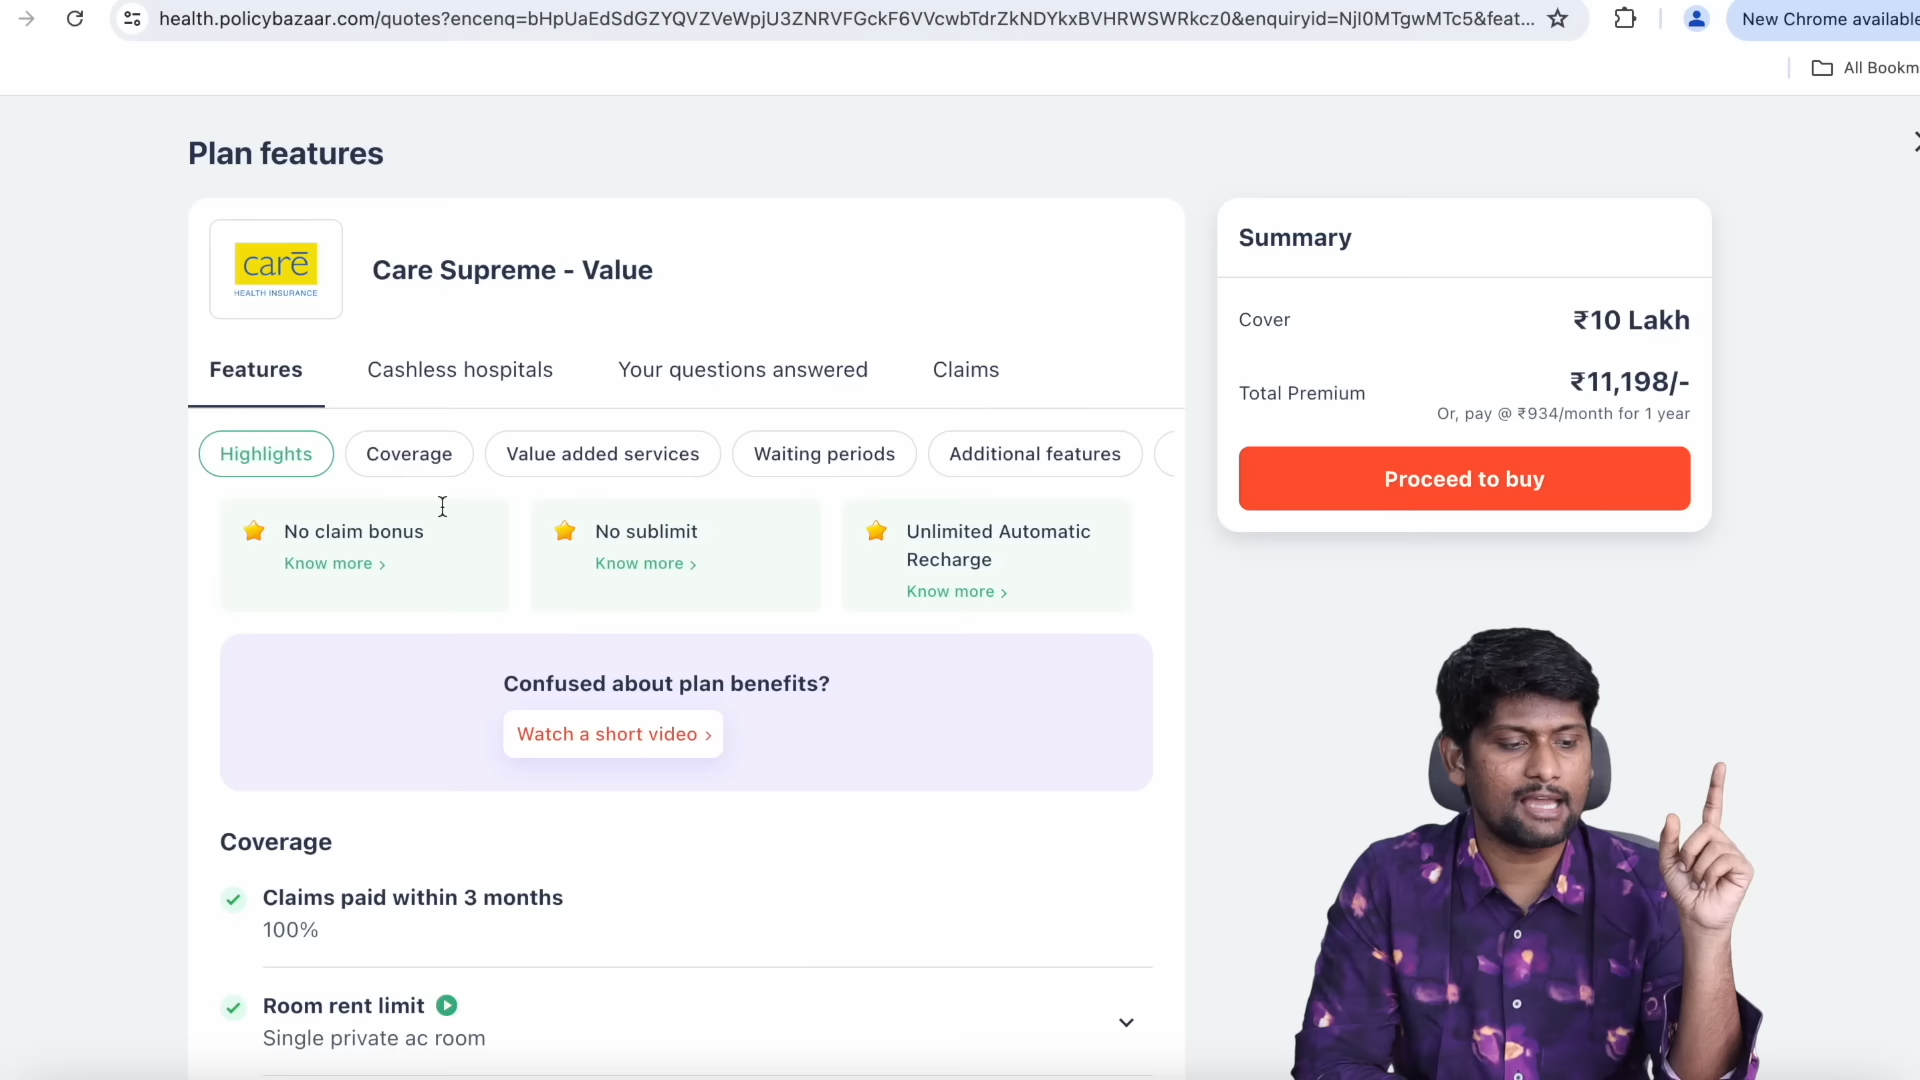 health.policybazaar.com/quotes?encenq=bHpUaEdSdGZYQVZVeWpjU3ZNRVFGckF6VVcwbTdrZkNDYkxBVHRWSWRkcz0&enquiryid=NjI0MTgwMTc5&feat...
New Chrome available
All Bookm
Plan features
carē
HEALTH INSURANCE
Care Supreme - Value
Features
Cashless hospitals
Your questions answered
Claims
Highlights
Coverage
Value added services
Waiting periods
Additional features
No claim bonus
Know more ›
No sublimit
Know more ›
Unlimited Automatic
Recharge
Know more ›
Confused about plan benefits?
Watch a short video ›
Coverage
Claims paid within 3 months
100%
Room rent limit
Single private ac room
Summary
Cover
₹10 Lakh
Total Premium
₹11,198/-
Or, pay @ ₹934/month for 1 year
Proceed to buy